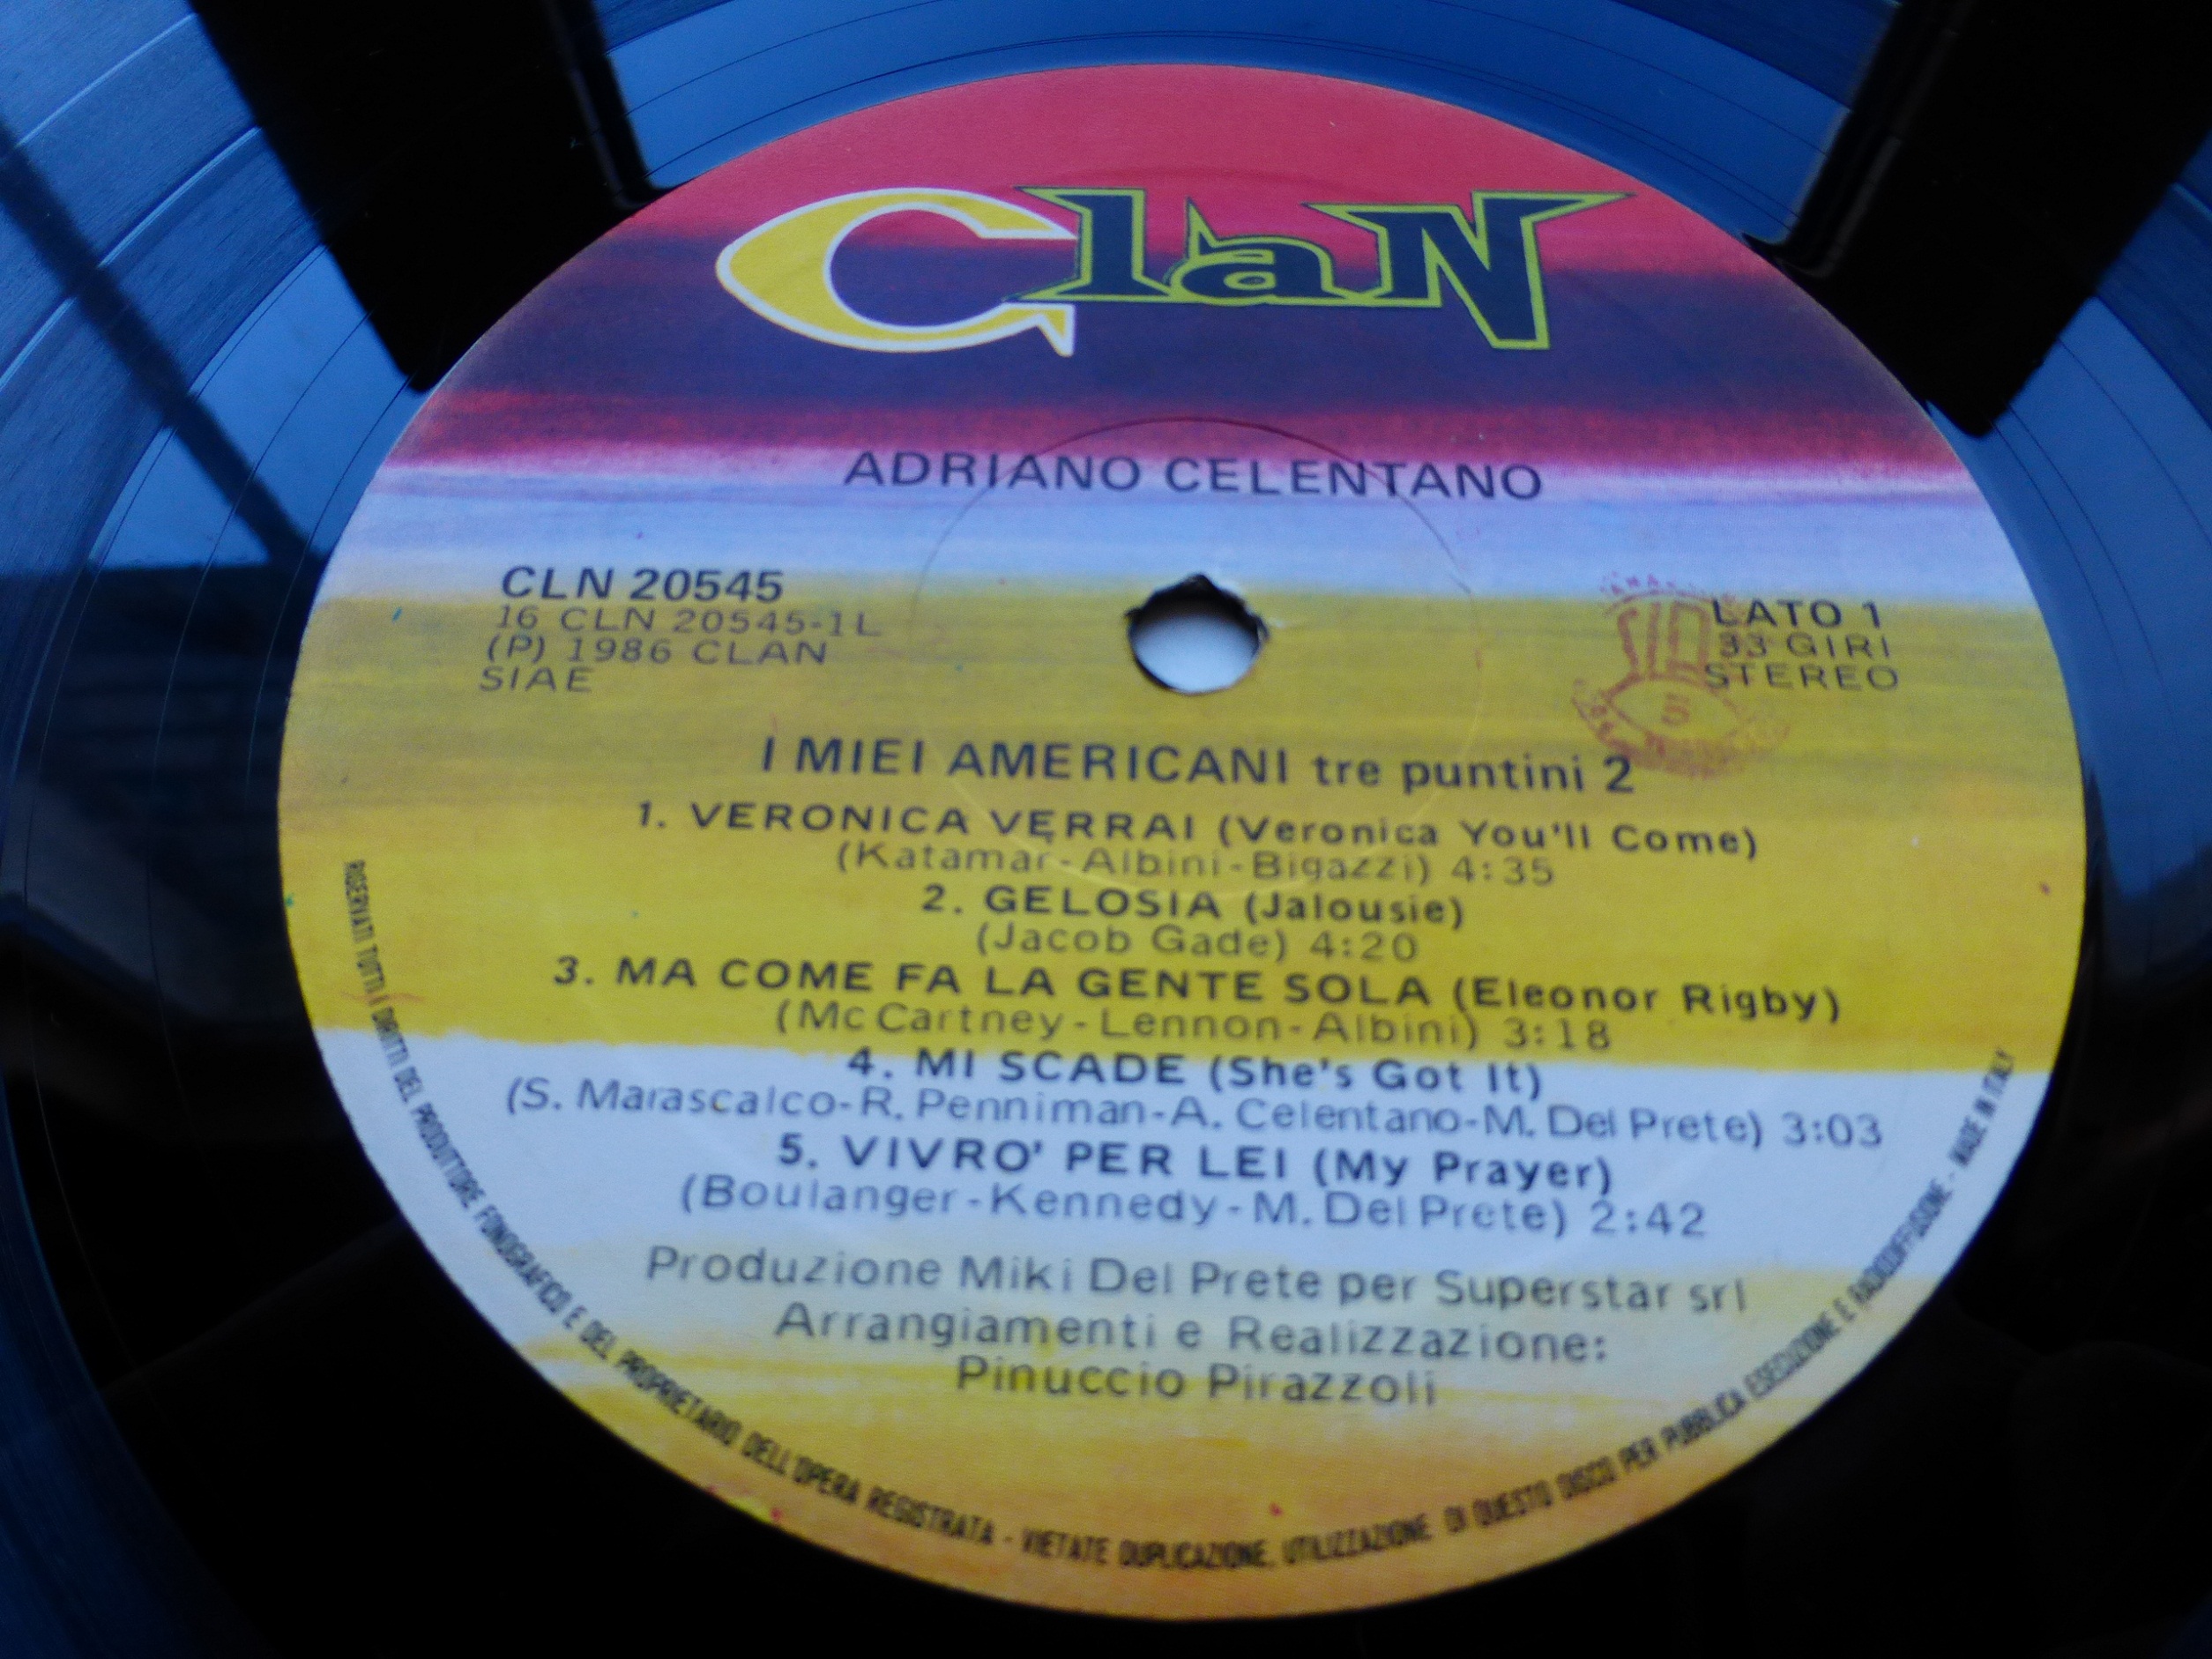 Clan
ADRIANO CELENTANO
CLN 20545
16 CLN 20545-1L
(P) 1986 CLAN
SIAE
LATO 1
33 GIRI
STEREO
I MIEI AMERICANI tre puntini 2
1. VERONICA VERRAI (Veronica You'll Come)
(Katamar-Albini-Bigazzi) 4:35
2. GELOSIA (Jalousie)
(Jacob Gade) 4:20
3. MA COME FA LA GENTE SOLA (Eleonor Rigby)
(Mc Cartney-Lennon-Albini) 3:18
4. MI SCADE (She's Got It)
(S. Marascalco-R. Penniman-A. Celentano-M. Del Prete) 3:03
5. VIVRO' PER LEI (My Prayer)
(Boulanger-Kennedy-M. Del Prete) 2:42
Produzione Miki Del Prete per Superstar srl
Arrangiamenti e Realizzazione:
Pinuccio Pirazzoli
RISERVATI TUTTI I DIRITTI DEL PRODUTTORE FONOGRAFICO E DEL PROPRIETARIO DELL'OPERA REGISTRATA - VIETATE DUPLICAZIONE, UTILIZZAZIONE DI QUESTO DISCO PER PUBBLICA ESECUZIONE E RADIODIFFUSIONE - MADE IN ITALY